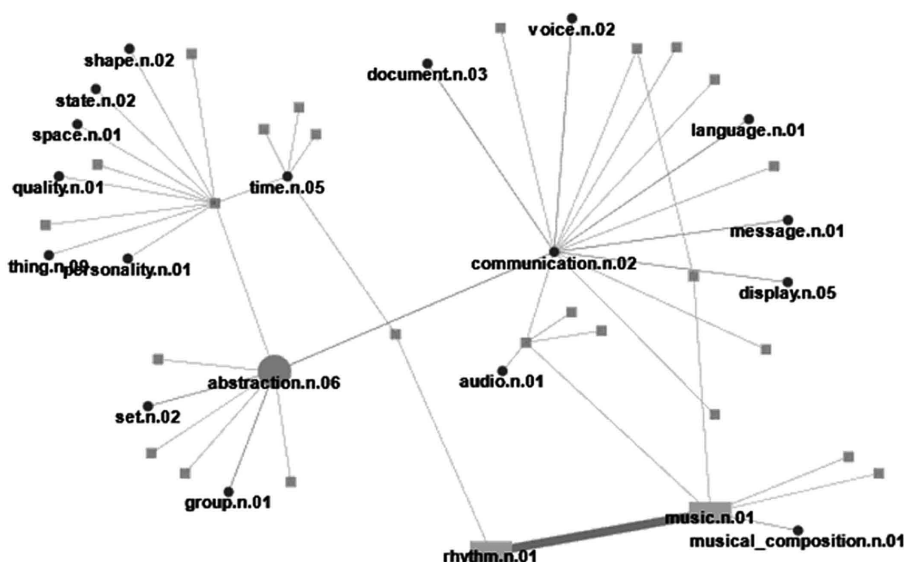 voice.n.02
shape.n.02
document.n.03
state.n.02
space.n.01
language.n.01
quality.n.01
time.n.05
message.n.01
thing.n.09
personality.n.01
communication.n.02
display.n.05
abstraction.n.06
audio.n.01
set.n.02
group.n.01
music.n.01
musical_composition.n.01
rhythm.n.01